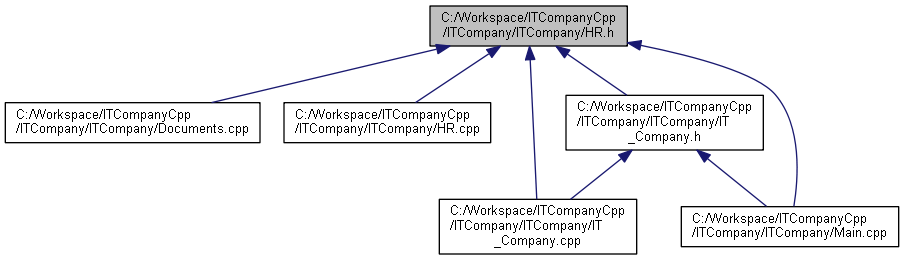 C:/Workspace/ITCompanyCpp
/ITCompany/ITCompany/HR.h
C:/Workspace/ITCompanyCpp
/ITCompany/ITCompany/Documents.cpp
C:/Workspace/ITCompanyCpp
/ITCompany/ITCompany/HR.cpp
C:/Workspace/ITCompanyCpp
/ITCompany/ITCompany/IT
_Company.h
C:/Workspace/ITCompanyCpp
/ITCompany/ITCompany/IT
_Company.cpp
C:/Workspace/ITCompanyCpp
/ITCompany/ITCompany/Main.cpp